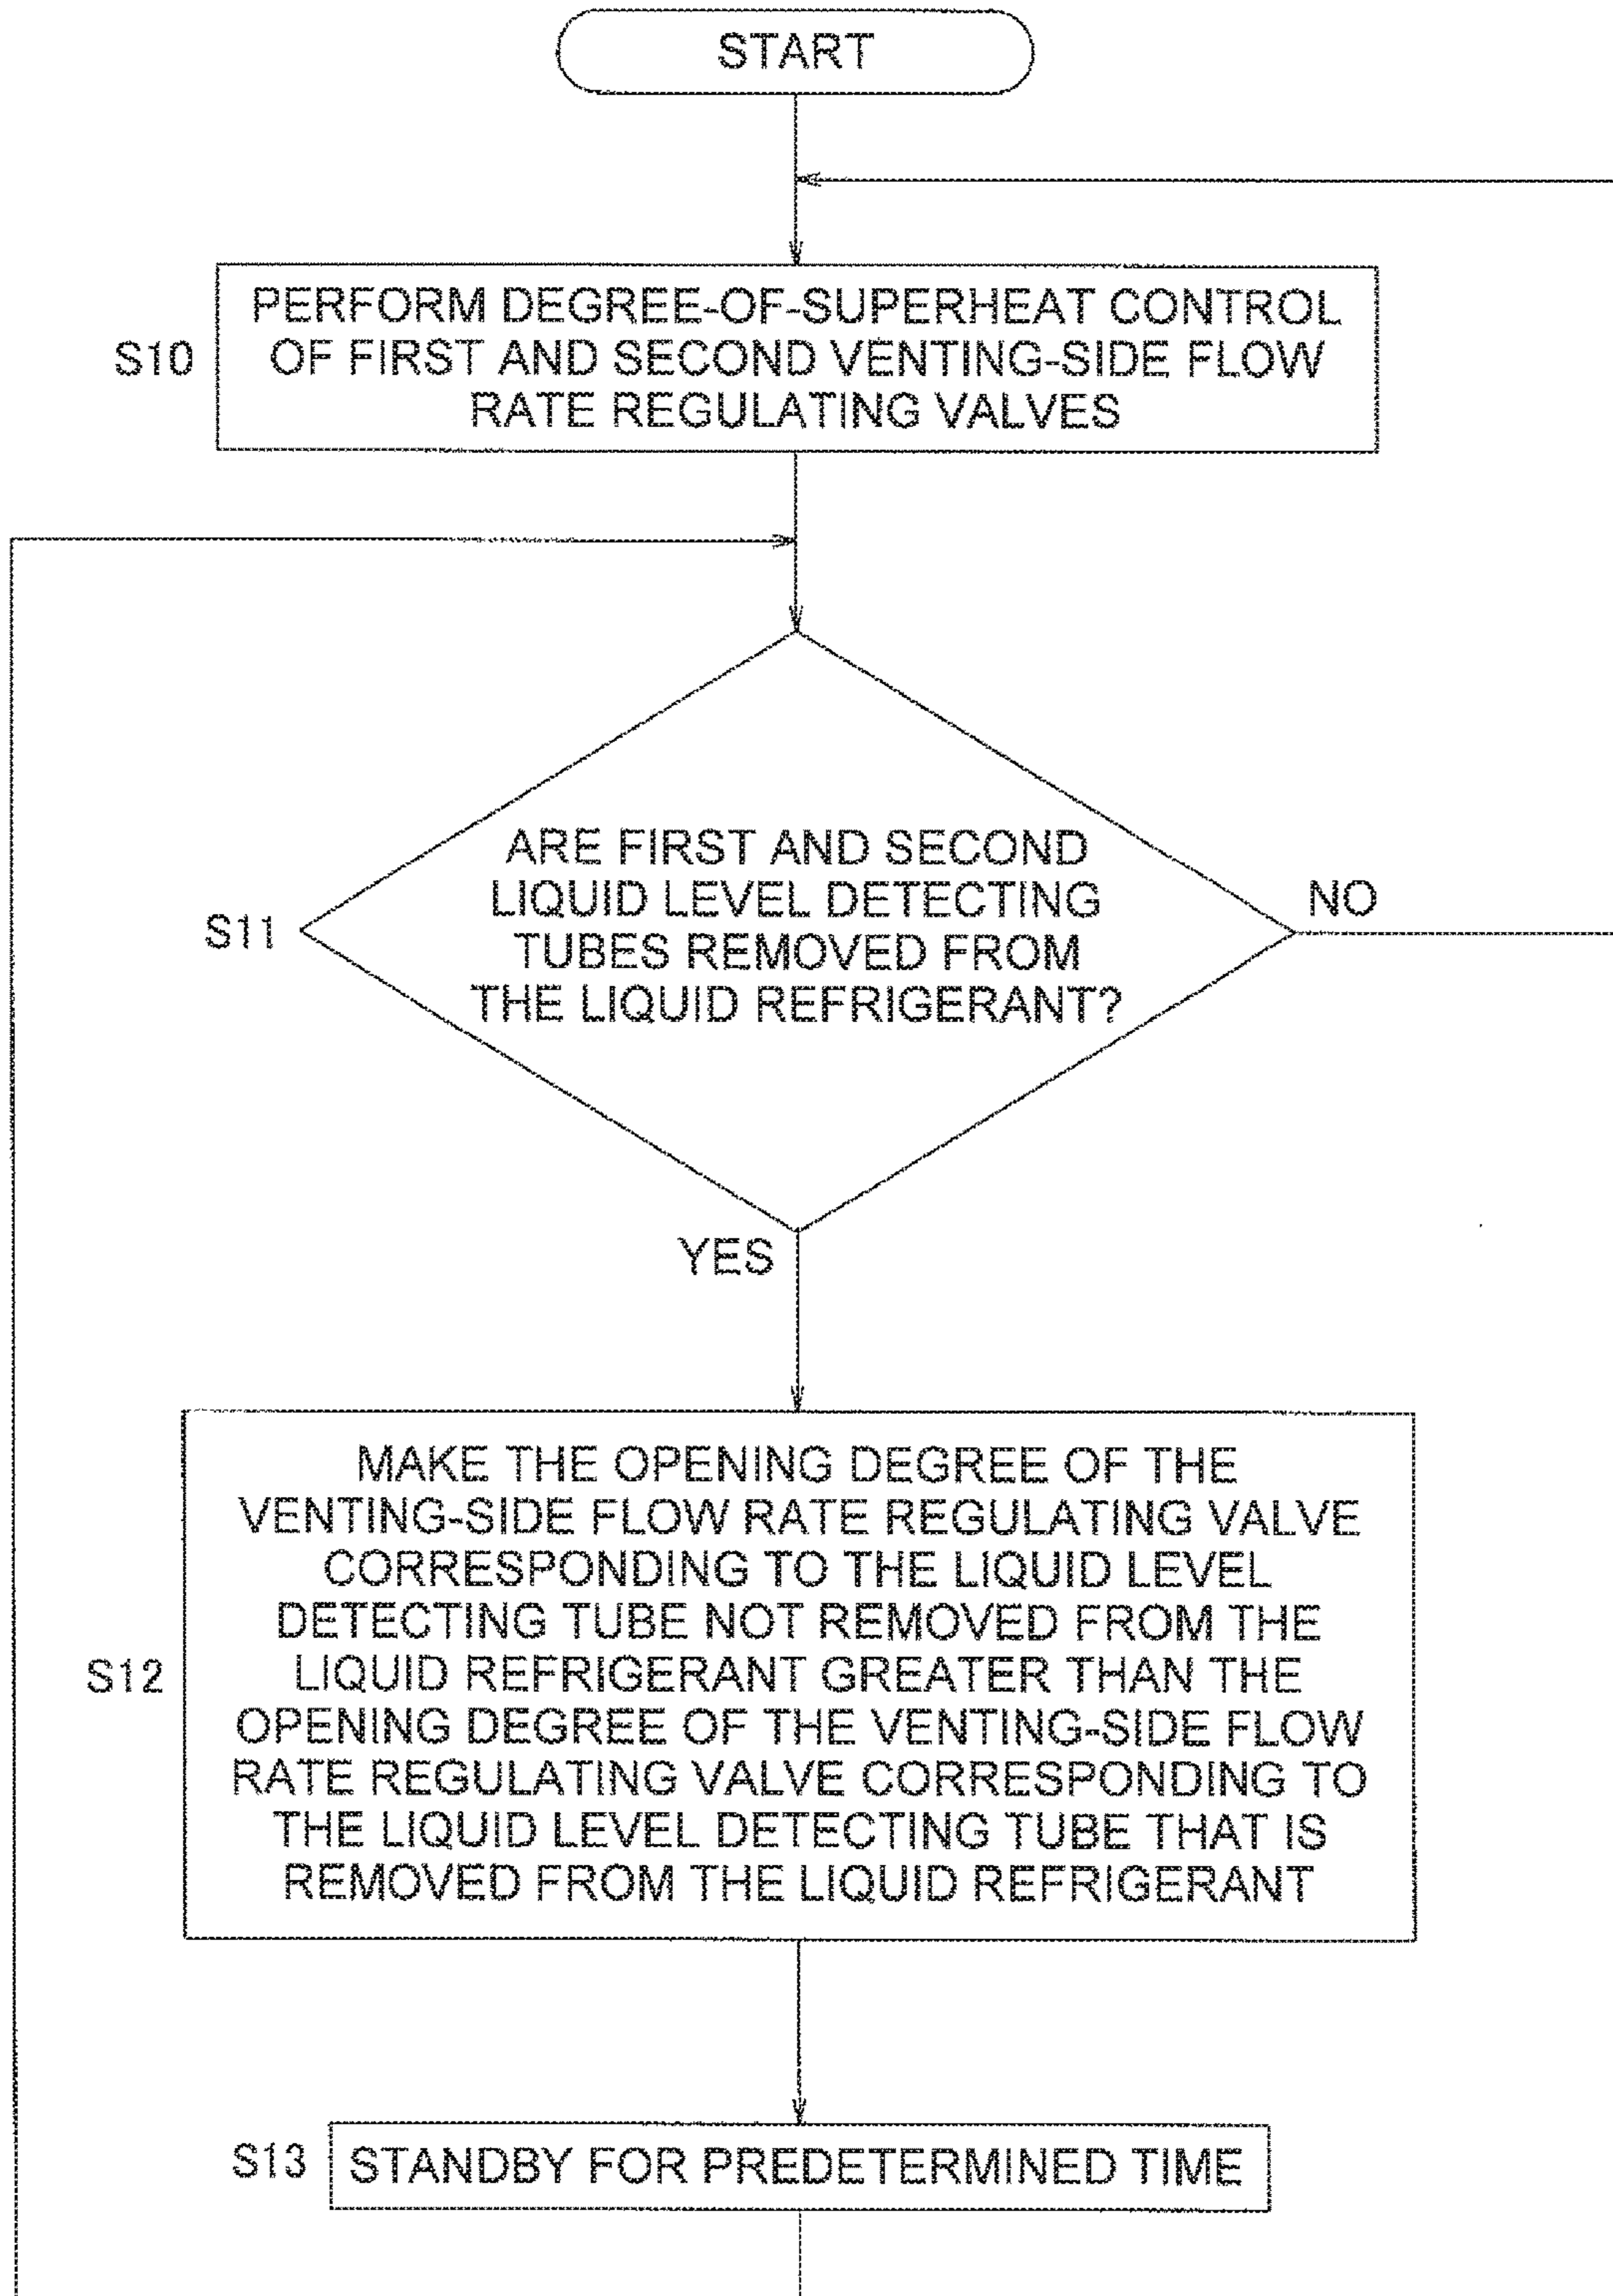 START
S10
PERFORM DEGREE-OF-SUPERHEAT CONTROL
OF FIRST AND SECOND VENTING-SIDE FLOW
RATE REGULATING VALVES
S11
ARE FIRST AND SECOND
LIQUID LEVEL DETECTING
TUBES REMOVED FROM
THE LIQUID REFRIGERANT?
NO
YES
S12
MAKE THE OPENING DEGREE OF THE
VENTING-SIDE FLOW RATE REGULATING VALVE
CORRESPONDING TO THE LIQUID LEVEL
DETECTING TUBE NOT REMOVED FROM THE
LIQUID REFRIGERANT GREATER THAN THE
OPENING DEGREE OF THE VENTING-SIDE FLOW
RATE REGULATING VALVE CORRESPONDING TO
THE LIQUID LEVEL DETECTING TUBE THAT IS
REMOVED FROM THE LIQUID REFRIGERANT
S13
STANDBY FOR PREDETERMINED TIME